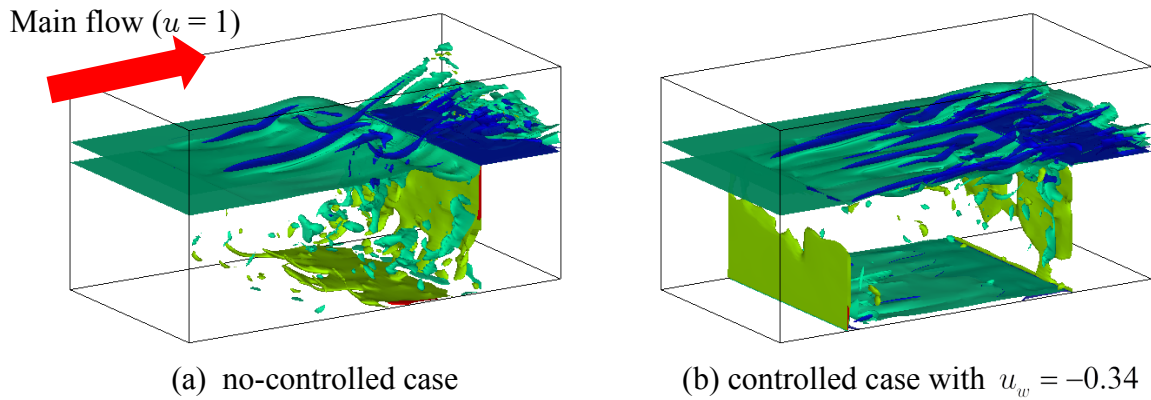 Main flow (u = 1)
(a) no-controlled case
(b) controlled case with u_w = −0.34